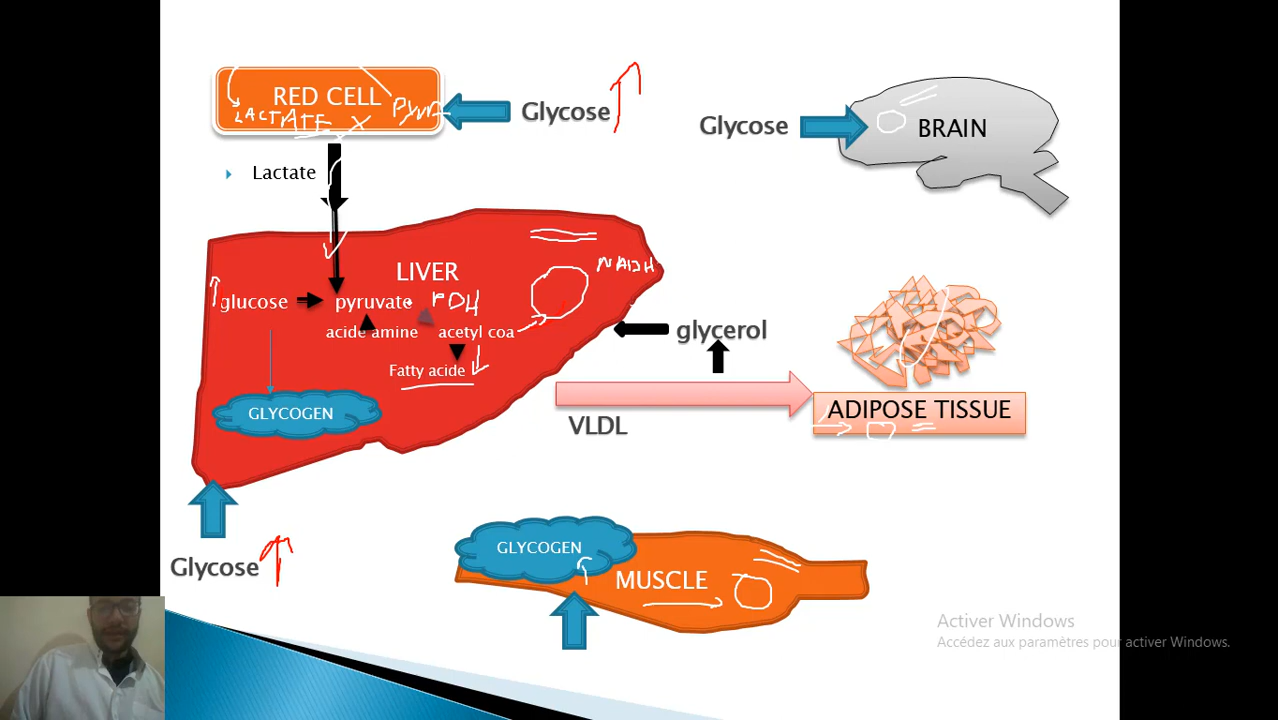 RED CELL
LACTATE
Pyru
Glycose
Glycose
BRAIN
Lactate
LIVER
NADH
glucose
pyruvate
PDH
acide amine
acetyl coa
Fatty acide
GLYCOGEN
glycerol
VLDL
ADIPOSE TISSUE
Glycose
GLYCOGEN
MUSCLE
Activer Windows
Accédez aux paramètres pour activer Windows.